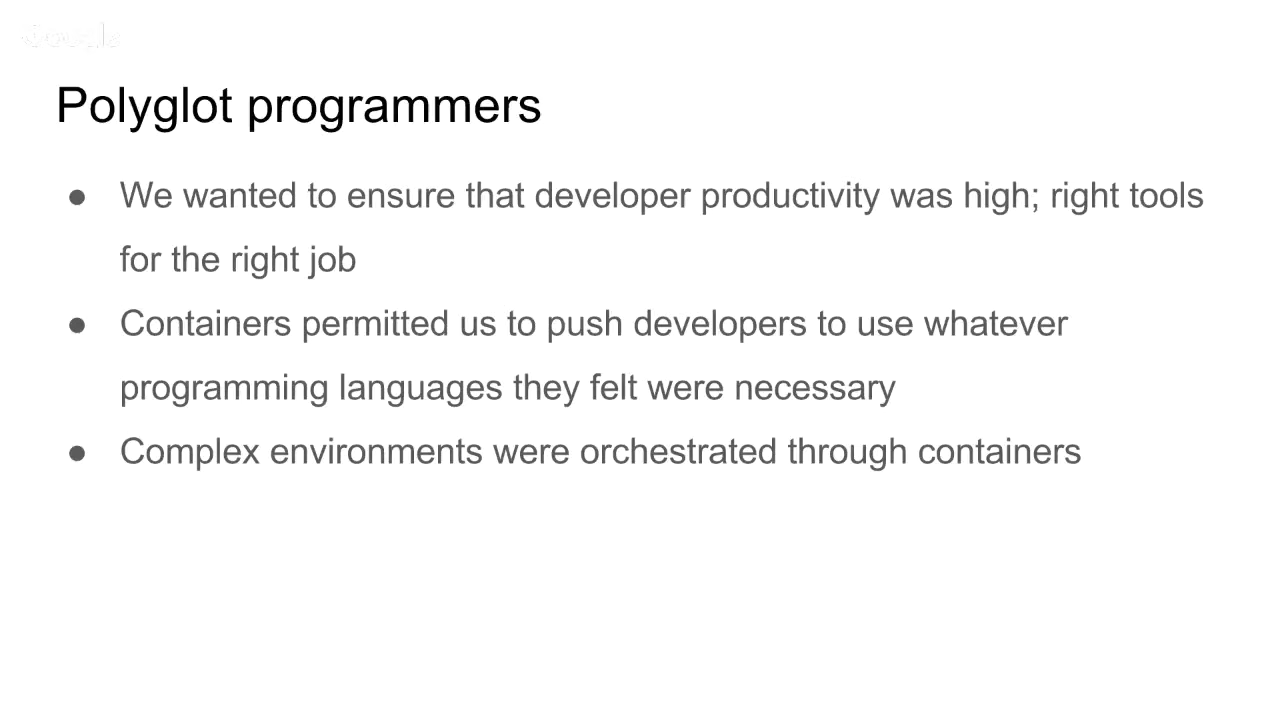 Google
Polyglot programmers
● We wanted to ensure that developer productivity was high; right tools
for the right job
● Containers permitted us to push developers to use whatever
programming languages they felt were necessary
● Complex environments were orchestrated through containers